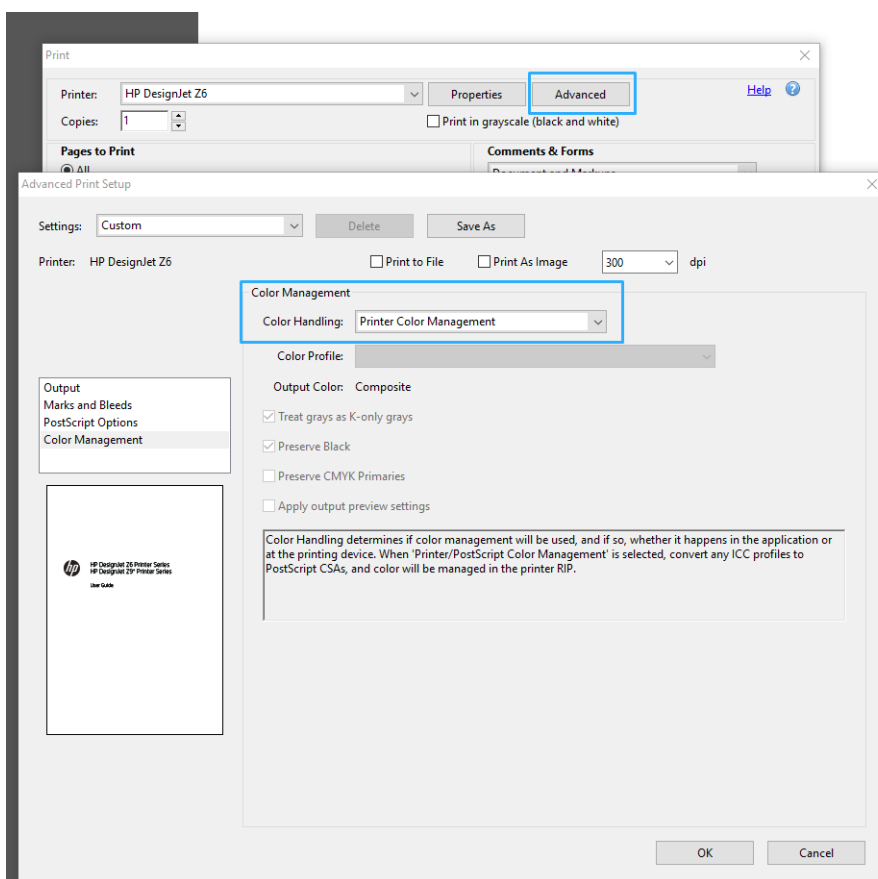 Print
Printer: HP DesignJet Z6 Properties Advanced Help ?
Copies: 1 Print in grayscale (black and white)
Pages to Print Comments & Forms
All Document and Markups
Advanced Print Setup
Settings: Custom Delete Save As
Printer: HP DesignJet Z6 Print to File Print As Image 300 dpi
Color Management
Color Handling: Printer Color Management
Color Profile:
Output Color: Composite
Treat grays as K-only grays
Preserve Black
Preserve CMYK Primaries
Apply output preview settings
Color Handling determines if color management will be used, and if so, whether it happens in the application or
at the printing device. When 'Printer/PostScript Color Management' is selected, convert any ICC profiles to
PostScript CSAs, and color will be managed in the printer RIP.
Output
Marks and Bleeds
PostScript Options
Color Management
hp
HP DesignJet Z6 Printer Series
HP DesignJet Z9+ Printer Series
User Guide
OK Cancel